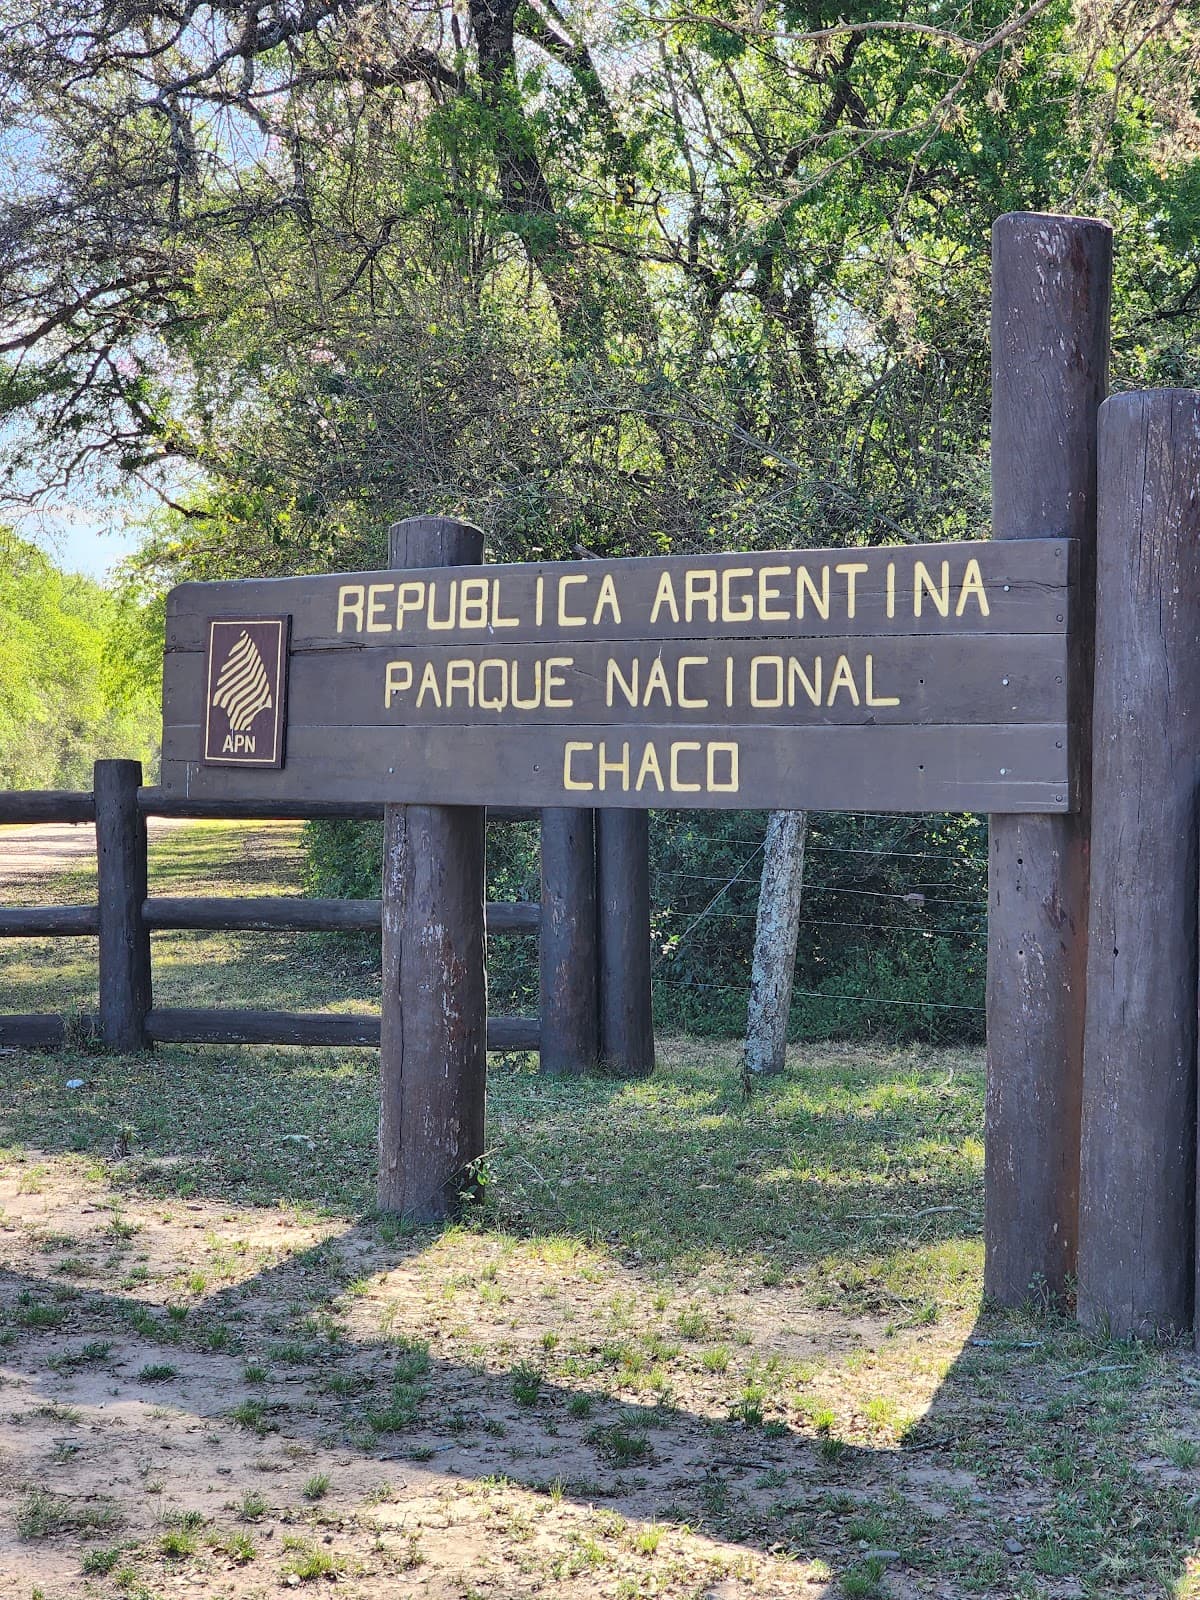 REPUBLICA ARGENTINA
PARQUE NACIONAL
CHACO
APN